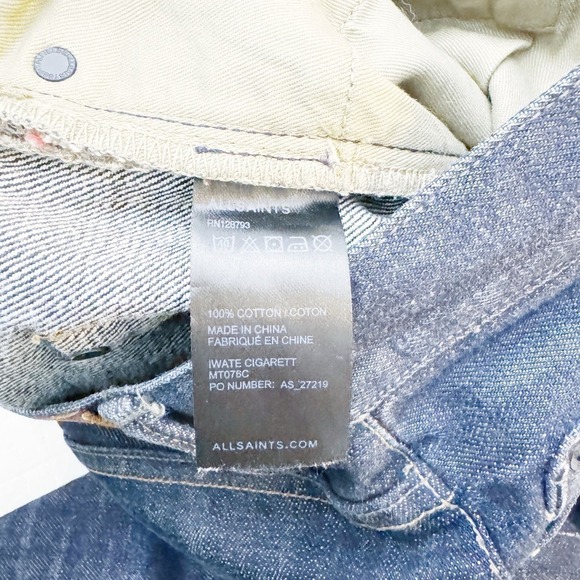 ALLSAINTS
RN128793
100% COTTON / COTON
MADE IN CHINA
FABRIQUÉ EN CHINE
IWATE CIGARETT
MT076C
PO NUMBER: AS_27219
ALLSAINTS.COM